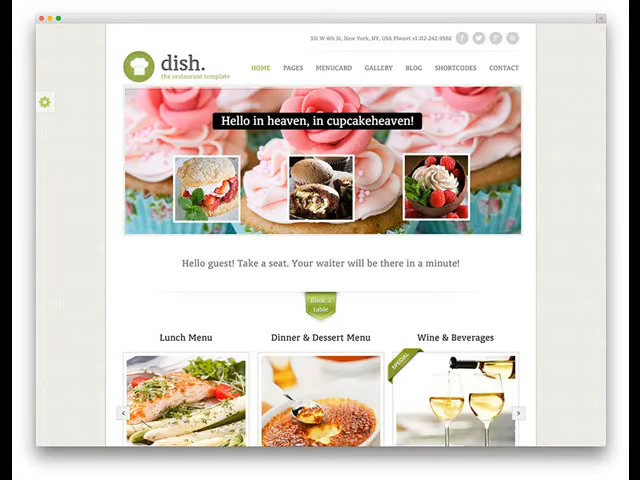 331 W 4th St, New York, NY, USA Phone: +1 212-242-9502
dish.
the restaurant template
HOME PAGES MENUCARD GALLERY BLOG SHORTCODES CONTACT
Hello in heaven, in cupcakeheaven!
Hello guest! Take a seat. Your waiter will be there in a minute!
Book a
table
Lunch Menu Dinner & Dessert Menu Wine & Beverages
SPECIAL